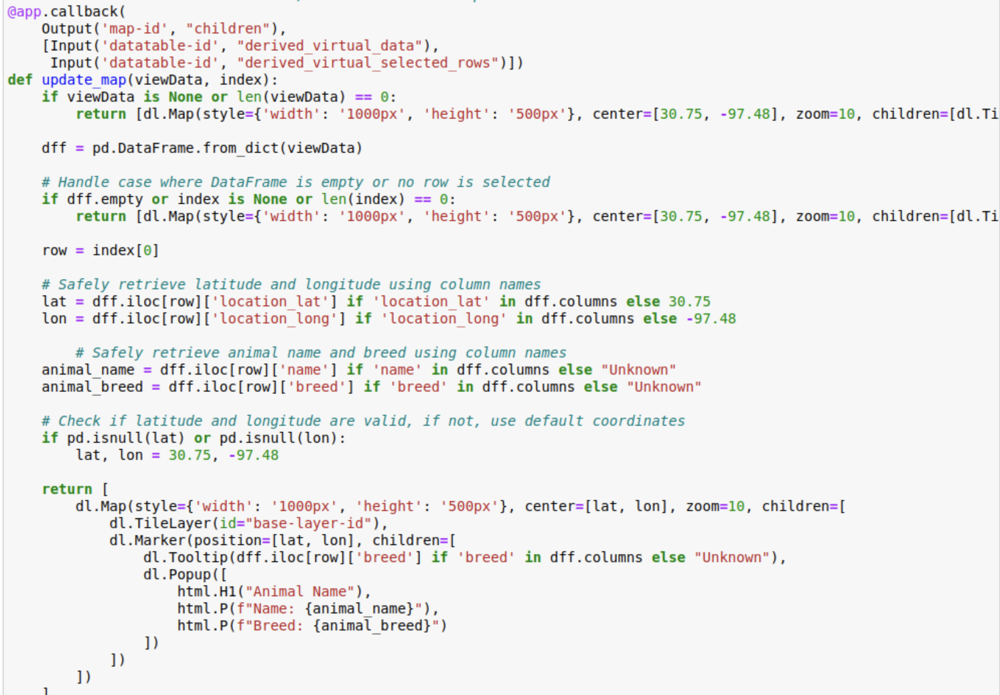 @app.callback(
    Output('map-id', "children"),
    [Input('datatable-id', "derived_virtual_data"),
     Input('datatable-id', "derived_virtual_selected_rows")])
def update_map(viewData, index):
    if viewData is None or len(viewData) == 0:
        return [dl.Map(style={'width': '1000px', 'height': '500px'}, center=[30.75, -97.48], zoom=10, children=[dl.Ti

    dff = pd.DataFrame.from_dict(viewData)

    # Handle case where DataFrame is empty or no row is selected
    if dff.empty or index is None or len(index) == 0:
        return [dl.Map(style={'width': '1000px', 'height': '500px'}, center=[30.75, -97.48], zoom=10, children=[dl.Ti

    row = index[0]

    # Safely retrieve latitude and longitude using column names
    lat = dff.iloc[row]['location_lat'] if 'location_lat' in dff.columns else 30.75
    lon = dff.iloc[row]['location_long'] if 'location_long' in dff.columns else -97.48

        # Safely retrieve animal name and breed using column names
    animal_name = dff.iloc[row]['name'] if 'name' in dff.columns else "Unknown"
    animal_breed = dff.iloc[row]['breed'] if 'breed' in dff.columns else "Unknown"

    # Check if latitude and longitude are valid, if not, use default coordinates
    if pd.isnull(lat) or pd.isnull(lon):
        lat, lon = 30.75, -97.48

    return [
        dl.Map(style={'width': '1000px', 'height': '500px'}, center=[lat, lon], zoom=10, children=[
            dl.TileLayer(id="base-layer-id"),
            dl.Marker(position=[lat, lon], children=[
                dl.Tooltip(dff.iloc[row]['breed'] if 'breed' in dff.columns else "Unknown"),
                dl.Popup([
                    html.H1("Animal Name"),
                    html.P(f"Name: {animal_name}"),
                    html.P(f"Breed: {animal_breed}")
                ])
            ])
        ])
    ]